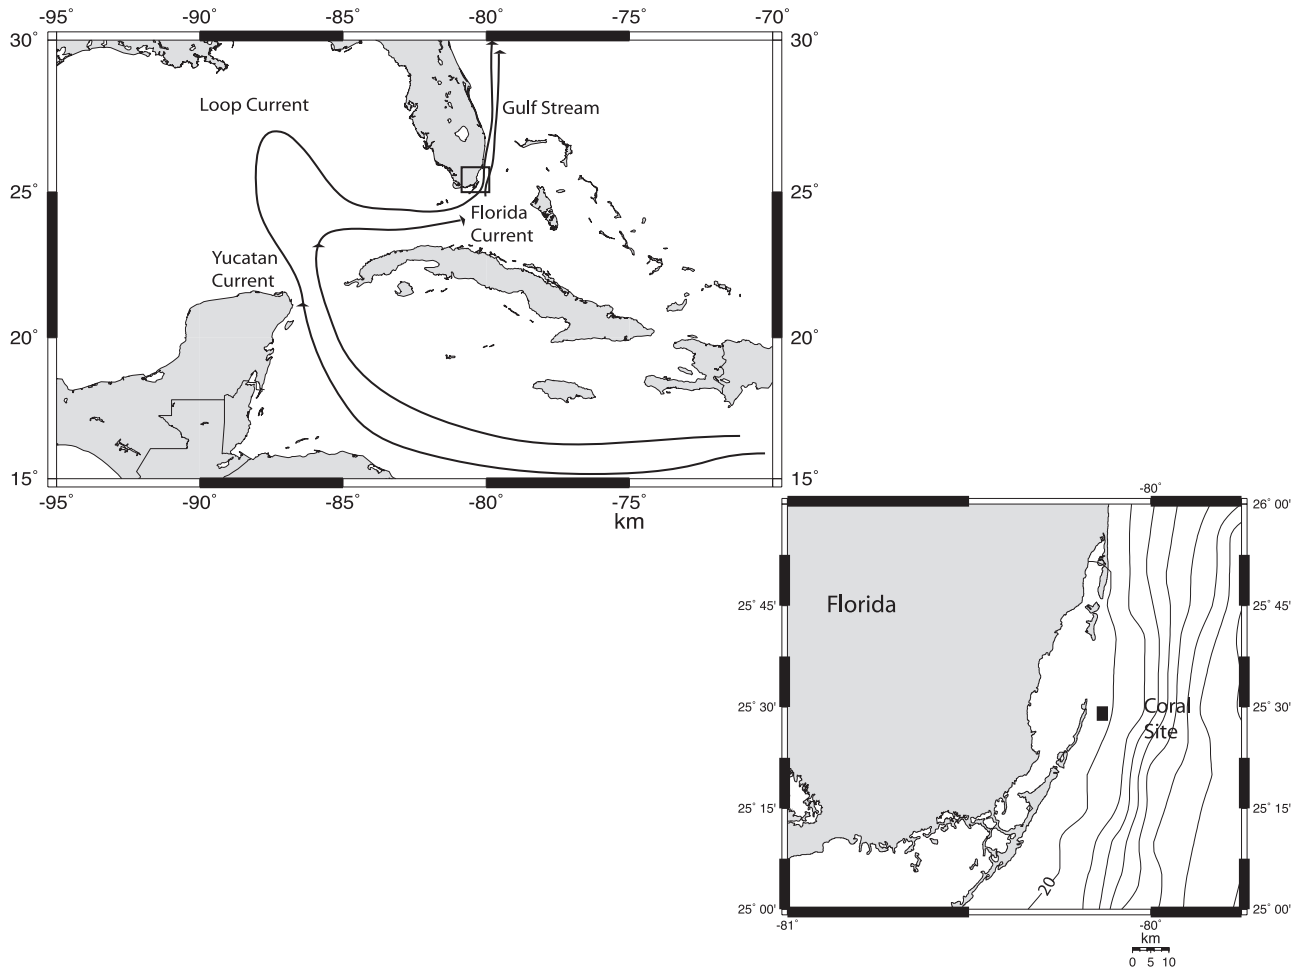 -95° -90° -85° -80° -75° -70°
30° 30°
Loop Current
Gulf Stream
25° 25°
Florida
Current
Yucatan
Current
20° 20°
15° 15°
-95° -90° -85° -80° -75°
km
-80°
26° 00'
Florida
25° 45' 25° 45'
25° 30' 25° 30'
Coral
Site
25° 15' 25° 15'
20
25° 00' 25° 00'
-81° -80°
km
0 5 10